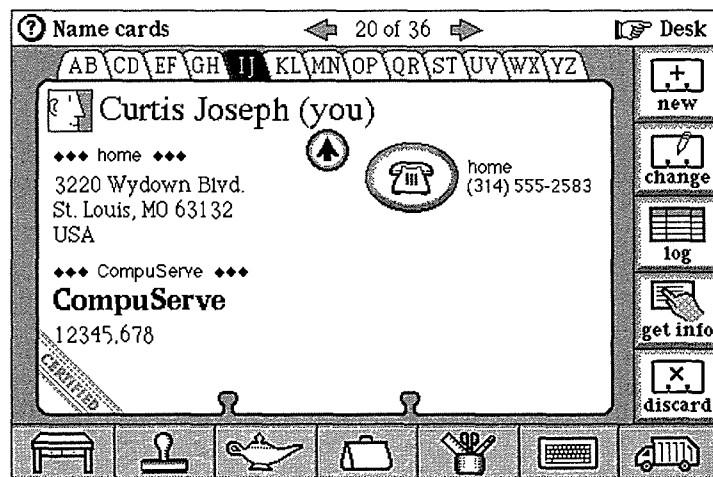 ? Name cards
20 of 36
Desk
AB CD EF GH IJ KL MN OP QR ST UV WX YZ
new
change
log
get info
discard
Curtis Joseph (you)
♦♦♦ home ♦♦♦
3220 Wydown Blvd.
St. Louis, MO 63132
USA
home
(314) 555-2583
♦♦♦ CompuServe ♦♦♦
CompuServe
12345,678
CERTIFIED